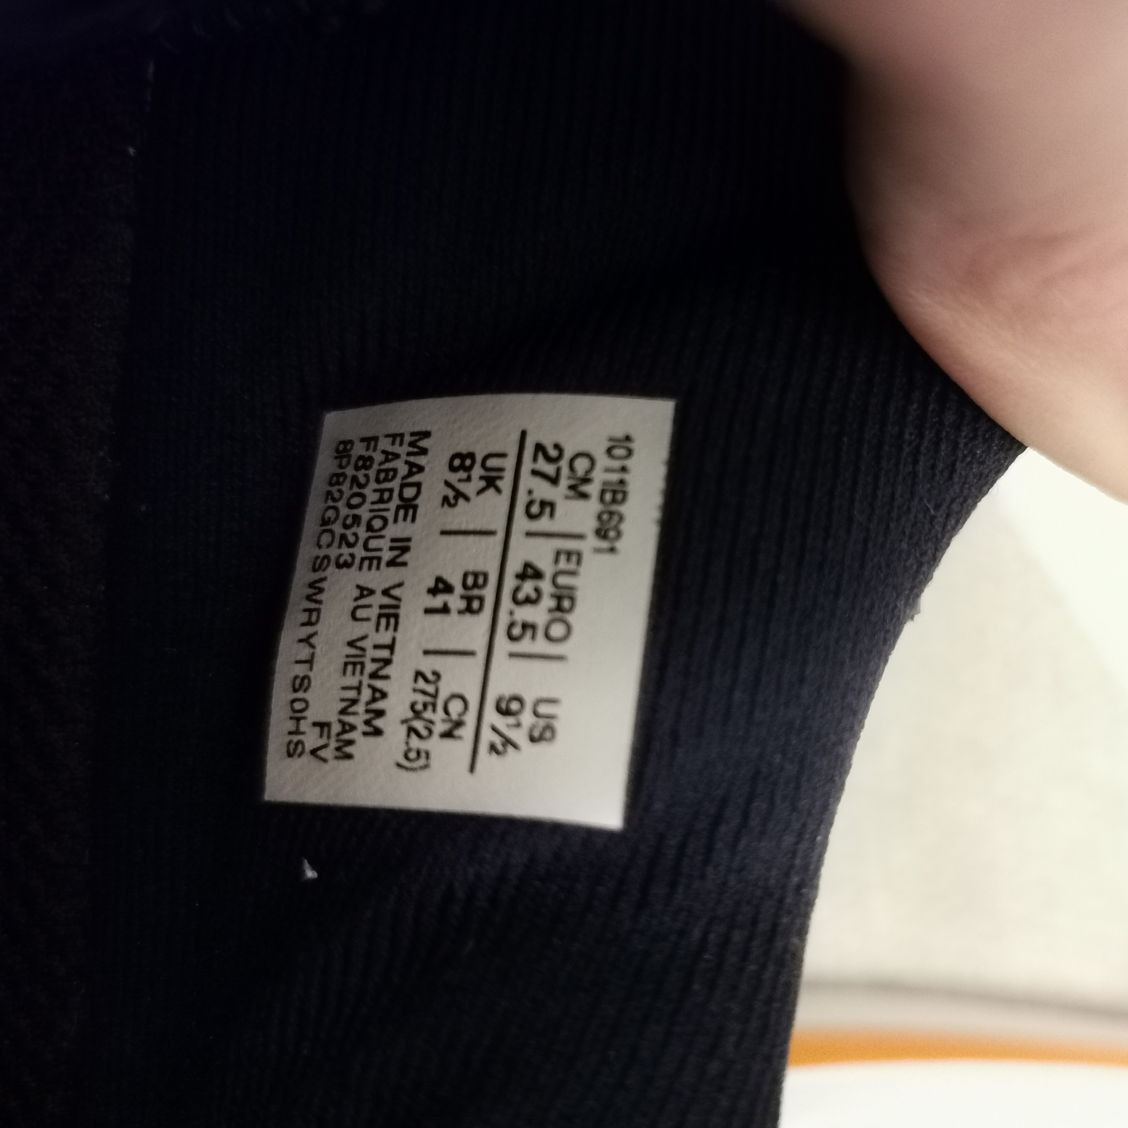 1011B691
CM | EURO | US
27.5 | 43.5 | 9½
UK | BR | CN
8½ | 41 | 275(2.5)
MADE IN VIETNAM
FABRIQUE AU VIETNAM
F820523 FV
8P82GCSWRYTS0HS